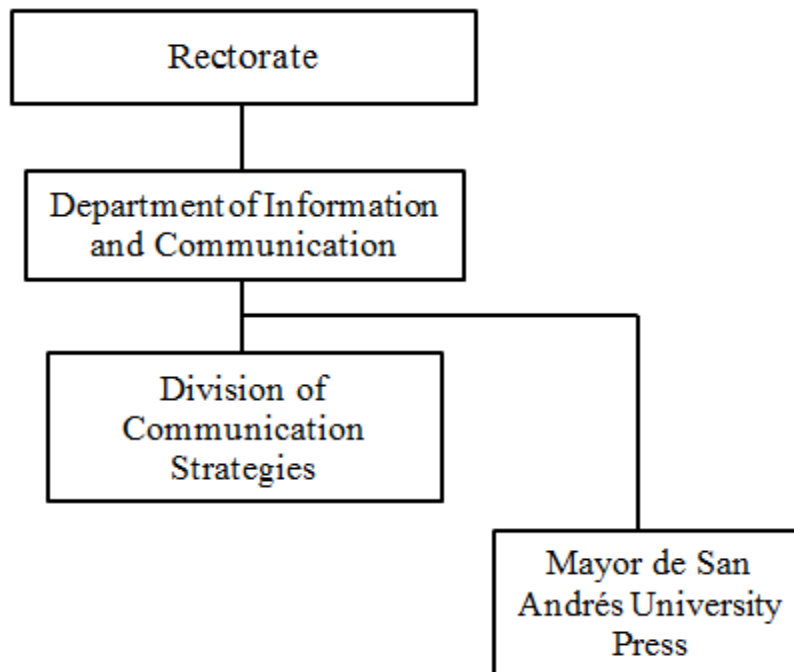 Rectorate
Department of Information
and Communication
Division of
Communication
Strategies
Mayor de San
Andrés University
Press